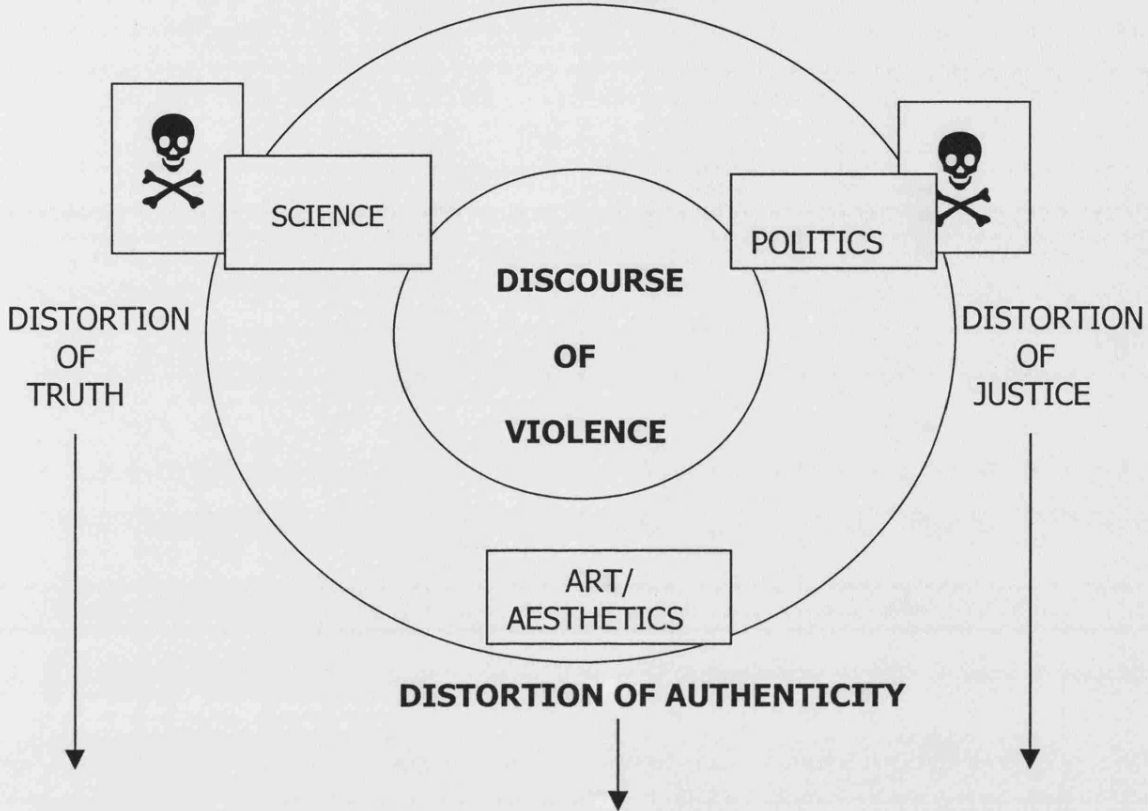 SCIENCE
POLITICS
DISCOURSE
OF
VIOLENCE
DISTORTION
OF
TRUTH
DISTORTION
OF
JUSTICE
ART/
AESTHETICS
DISTORTION OF AUTHENTICITY